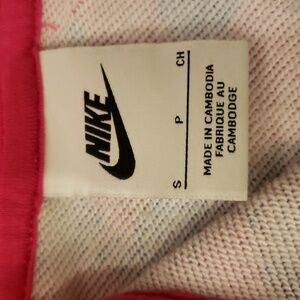 NIKE
S P CH
MADE IN CAMBODIA
FABRIQUE AU
CAMBODGE